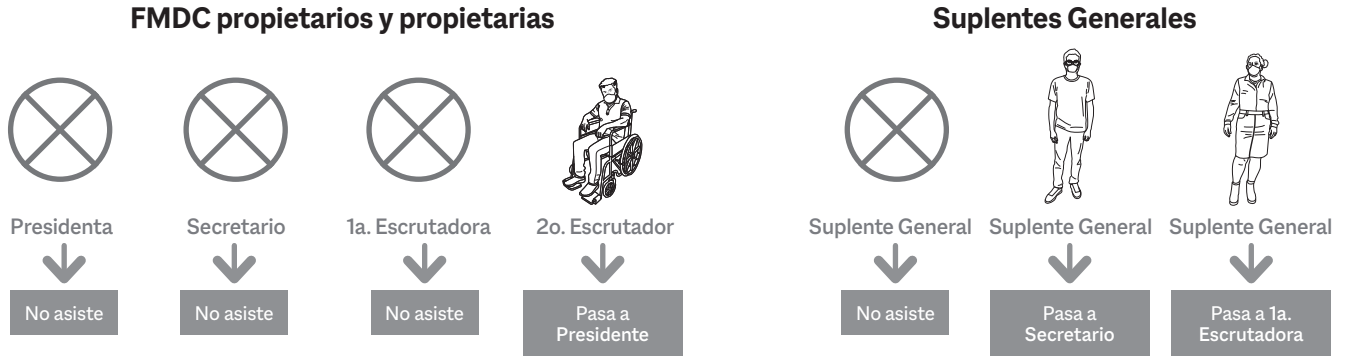 FMDC propietarios y propietarias
Suplentes Generales
Presidenta
Secretario
1a. Escrutadora
2o. Escrutador
Suplente General
Suplente General
Suplente General
No asiste
No asiste
No asiste
Pasa a
Presidente
No asiste
Pasa a
Secretario
Pasa a 1a.
Escrutadora